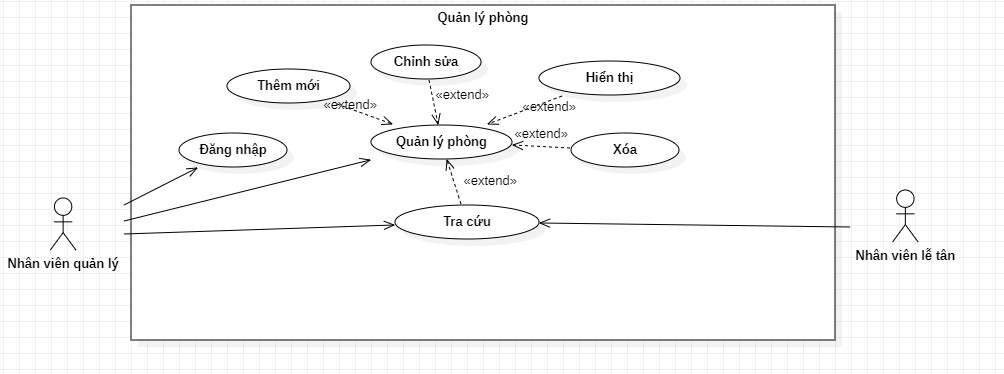 Quản lý phòng
Chỉnh sửa
Hiển thị
Thêm mới
«extend»
«extend»
«extend»
Quản lý phòng
«extend»
Đăng nhập
Xóa
«extend»
Tra cứu
Nhân viên quản lý
Nhân viên lễ tân